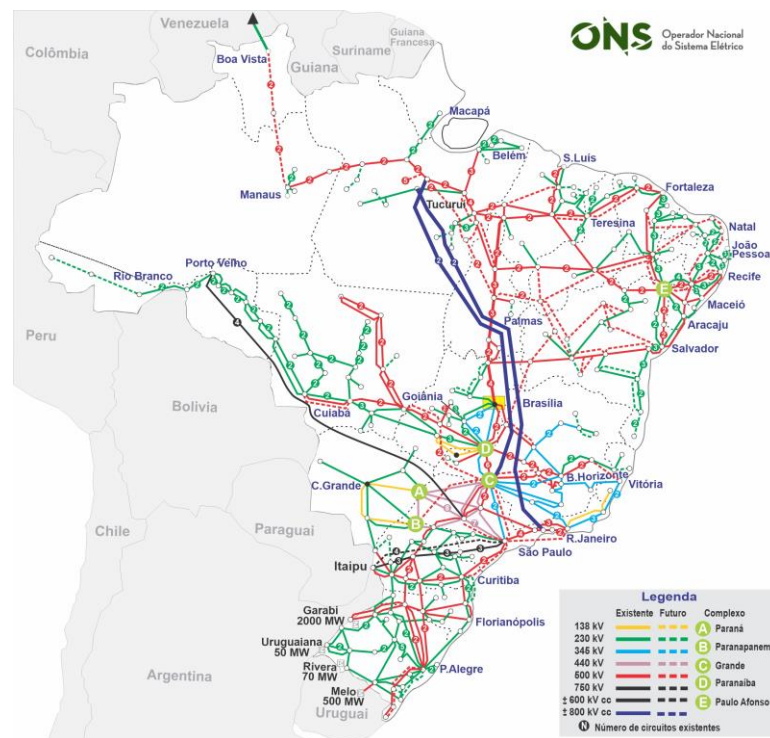 ONS
Operador Nacional
do Sistema Elétrico
Venezuela
Colômbia
Boa Vista
Guiana
Suriname
Guiana
Francesa
Macapá
Belém
S.Luís
Fortaleza
Manaus
Tucuruí
Teresina
Natal
João
Pessoa
Recife
Maceió
Aracaju
Salvador
E
Porto Velho
Rio Branco
Palmas
Peru
Bolívia
Cuiabá
Goiânia
Brasília
D
C
B.Horizonte
Vitória
C.Grande
A
B
R.Janeiro
São Paulo
Chile
Paraguai
Itaipu
Curitiba
Garabi
2000 MW
Florianópolis
Uruguaiana
50 MW
Rivera
70 MW
P.Alegre
Melo
500 MW
Argentina
Uruguai
Legenda
Existente Futuro Complexo
138 kV A Paraná
230 kV B Paranapanem
345 kV C Grande
440 kV D Paranaíba
500 kV E Paulo Afonso
750 kV
± 600 kV cc
± 800 kV cc
N Número de circuitos existentes